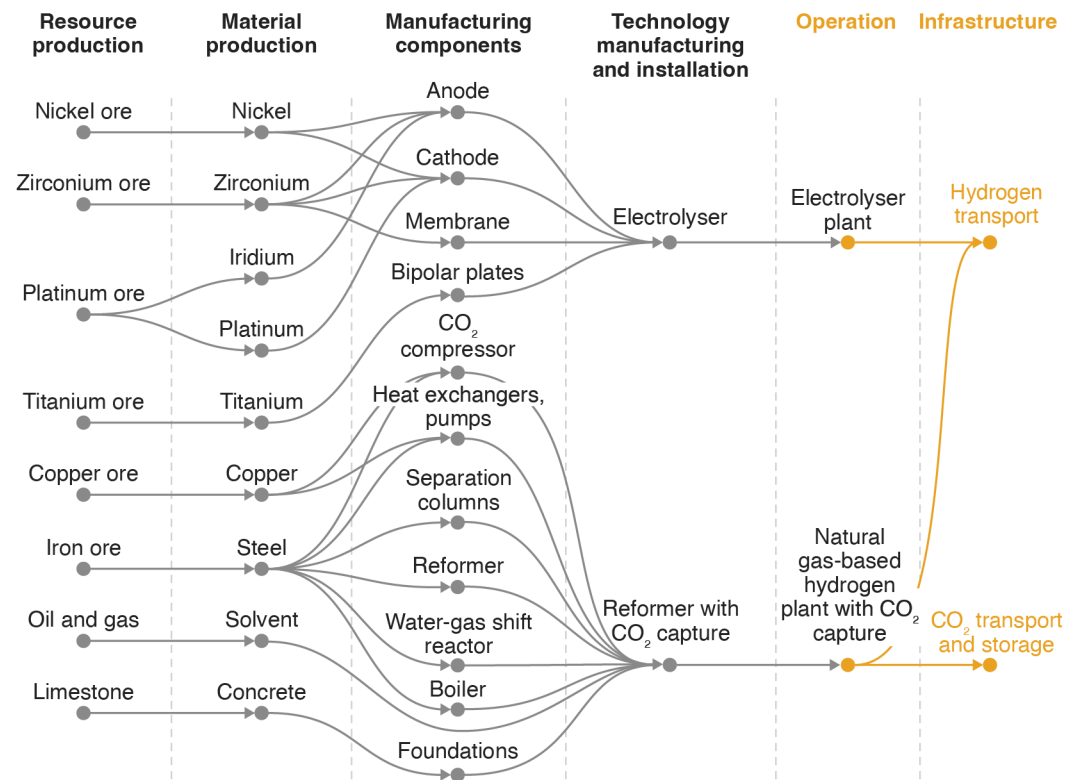 Resource
production
Material
production
Manufacturing
components
Technology
manufacturing
and installation
Operation
Infrastructure
Nickel ore
Zirconium ore
Platinum ore
Titanium ore
Copper ore
Iron ore
Oil and gas
Limestone
Nickel
Zirconium
Iridium
Platinum
Titanium
Copper
Steel
Solvent
Concrete
Anode
Cathode
Membrane
Bipolar plates
CO₂
compressor
Heat exchangers,
pumps
Separation
columns
Reformer
Water-gas shift
reactor
Boiler
Foundations
Electrolyser
Reformer with
CO₂ capture
Electrolyser
plant
Natural
gas-based
hydrogen
plant with CO₂
capture
Hydrogen
transport
CO₂ transport
and storage